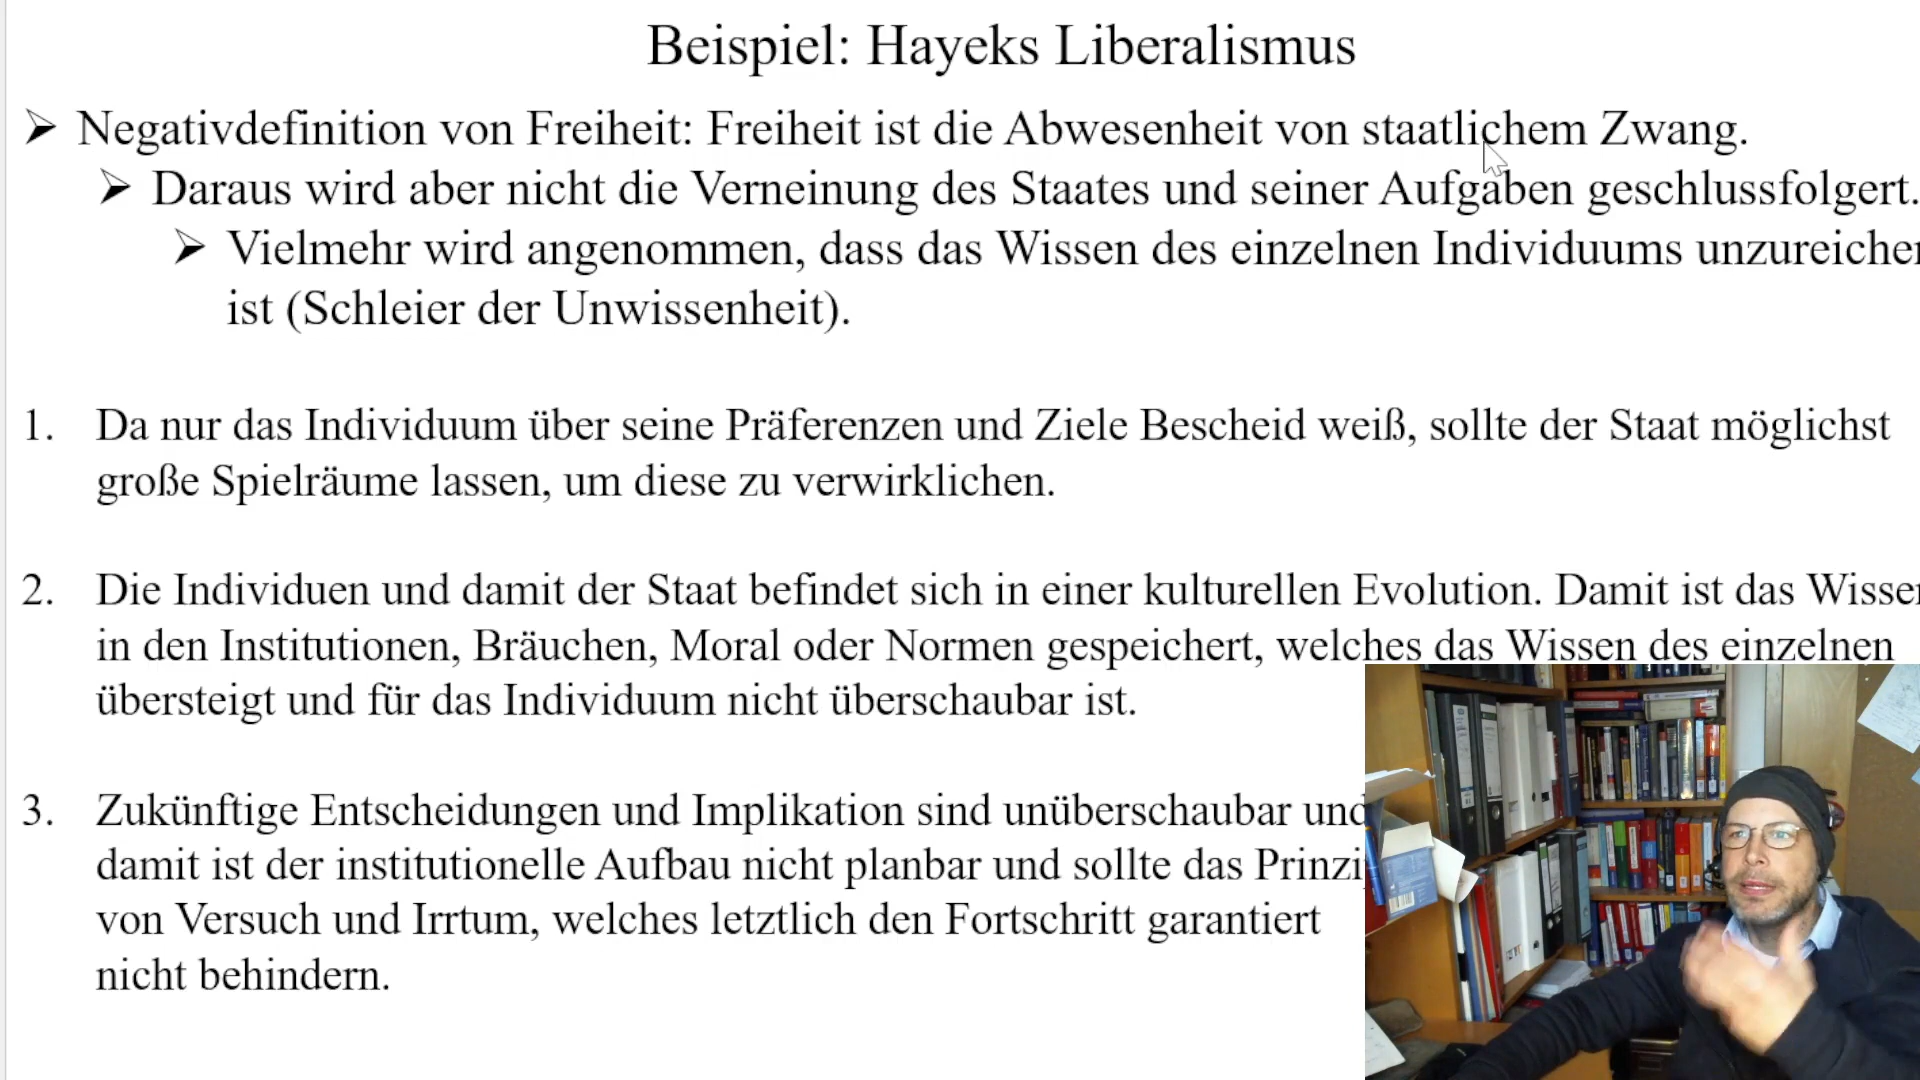 Beispiel: Hayeks Liberalismus
➢ Negativdefinition von Freiheit: Freiheit ist die Abwesenheit von staatlichem Zwang.
➢ Daraus wird aber nicht die Verneinung des Staates und seiner Aufgaben geschlussfolgert.
➢ Vielmehr wird angenommen, dass das Wissen des einzelnen Individuums unzureichen
ist (Schleier der Unwissenheit).
1. Da nur das Individuum über seine Präferenzen und Ziele Bescheid weiß, sollte der Staat möglichst
große Spielräume lassen, um diese zu verwirklichen.
2. Die Individuen und damit der Staat befindet sich in einer kulturellen Evolution. Damit ist das Wissen
in den Institutionen, Bräuchen, Moral oder Normen gespeichert, welches das Wissen des einzelnen
übersteigt und für das Individuum nicht überschaubar ist.
3. Zukünftige Entscheidungen und Implikation sind unüberschaubar und
damit ist der institutionelle Aufbau nicht planbar und sollte das Prinzi
von Versuch und Irrtum, welches letztlich den Fortschritt garantiert
nicht behindern.